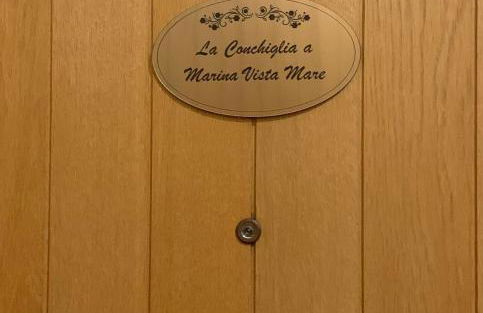 La Conchiglia a
Marina Vista Mare